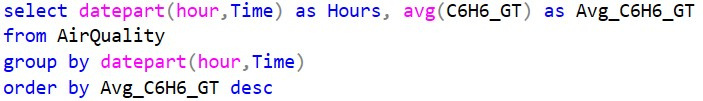 select datepart(hour,Time) as Hours, avg(C6H6_GT) as Avg_C6H6_GT
from AirQuality
group by datepart(hour,Time)
order by Avg_C6H6_GT desc